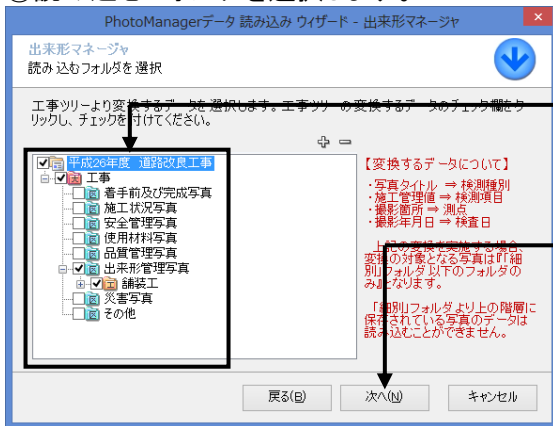 PhotoManagerデータ 読み込み ウィザード - 出来形マネージャ
出来形マネージャ
読み込むフォルダを選択
工事ツリーより変換するデータを選択します。工事ツリーの変換するデータのチェック欄をク
リックし、チェックを付けてください。
平成26年度 道路改良工事
工事
着手前及び完成写真
施工状況写真
安全管理写真
使用材料写真
品質管理写真
出来形管理写真
舗装工
災害写真
その他
【変換するデータについて】
・写真タイトル ⇒ 検測種別
・施工管理値 ⇒ 検測項目
・撮影箇所 ⇒ 測点
・撮影年月日 ⇒ 検査日
上記の変換を実施する場合、
変換の対象となる写真は『「細
別」フォルダ以下のフォルダの
み』となります。
「細別」フォルダより上の階層に
保存されている写真のデータは
読み込むことができません。
戻る(B)
次へ(N)
キャンセル